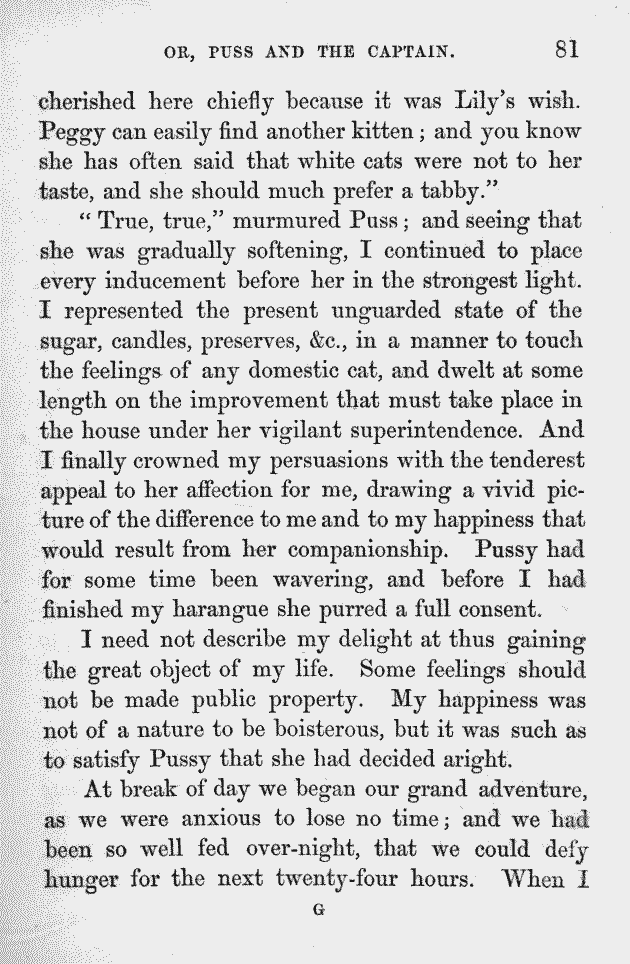 OR, PUSS AND THE CAPTAIN. 81
cherished here chiefly because it was Lily's wish.
Peggy can easily find another kitten; and you know
she has often said that white cats were not to her
taste, and she should much prefer a tabby."
"True, true," murmured Puss; and seeing that
she was gradually softening, I continued to place
every inducement before her in the strongest light.
I represented the present unguarded state of the
sugar, candles, preserves, &c., in a manner to touch
the feelings of any domestic cat, and dwelt at some
length on the improvement that must take place in
the house under her vigilant superintendence. And
I finally crowned my persuasions with the tenderest
appeal to her affection for me, drawing a vivid pic-
ture of the difference to me and to my happiness that
would result from her companionship. Pussy had
for some time been wavering, and before I had
finished my harangue she purred a full consent.
I need not describe my delight at thus gaining
the great object of my life. Some feelings should
not be made public property. My happiness was
not of a nature to be boisterous, but it was such as
to satisfy Pussy that she had decided aright.
At break of day we began our grand adventure,
as we were anxious to lose no time; and we had
been so well fed over-night, that we could defy
hunger for the next twenty-four hours. When I
G